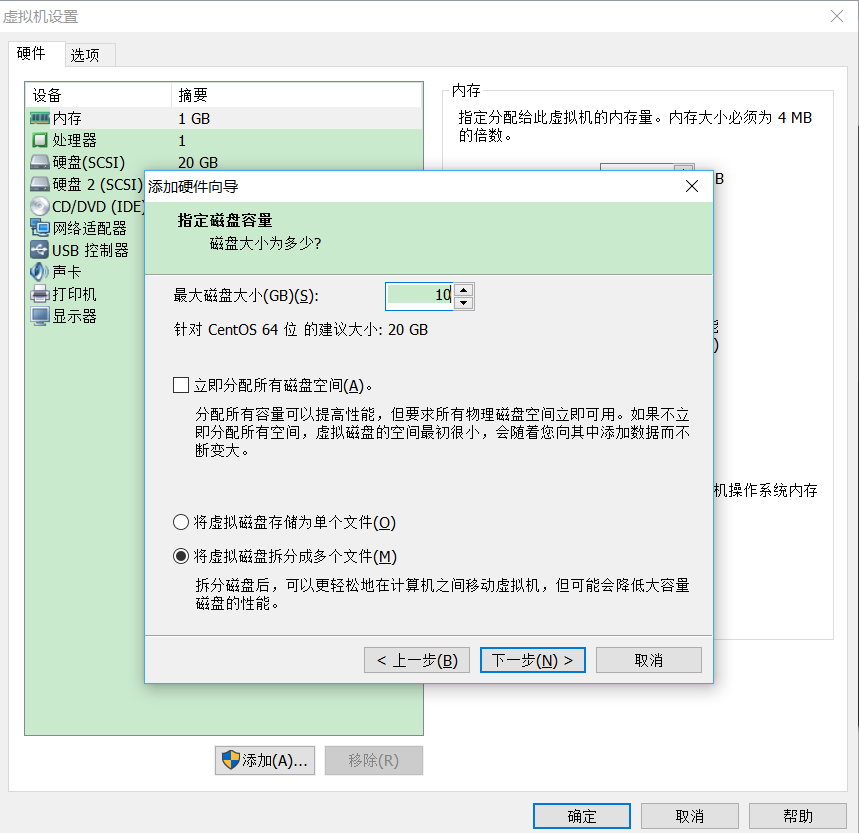 虚拟机设置
硬件
选项
设备 摘要
内存 1 GB
处理器 1
硬盘(SCSI) 20 GB
硬盘 2 (SCSI)
CD/DVD (IDE)
网络适配器
USB 控制器
声卡
打印机
显示器
添加(A)...
移除(R)
内存
指定分配给此虚拟机的内存量。内存大小必须为 4 MB
的倍数。
B
)
机操作系统内存
添加硬件向导
指定磁盘容量
磁盘大小为多少?
最大磁盘大小(GB)(S): 10
针对 CentOS 64 位 的建议大小: 20 GB
立即分配所有磁盘空间(A)。
分配所有容量可以提高性能，但要求所有物理磁盘空间立即可用。如果不立
即分配所有空间，虚拟磁盘的空间最初很小，会随着您向其中添加数据而不
断变大。
将虚拟磁盘存储为单个文件(O)
将虚拟磁盘拆分成多个文件(M)
拆分磁盘后，可以更轻松地在计算机之间移动虚拟机，但可能会降低大容量
磁盘的性能。
< 上一步(B) 下一步(N) > 取消
确定 取消 帮助